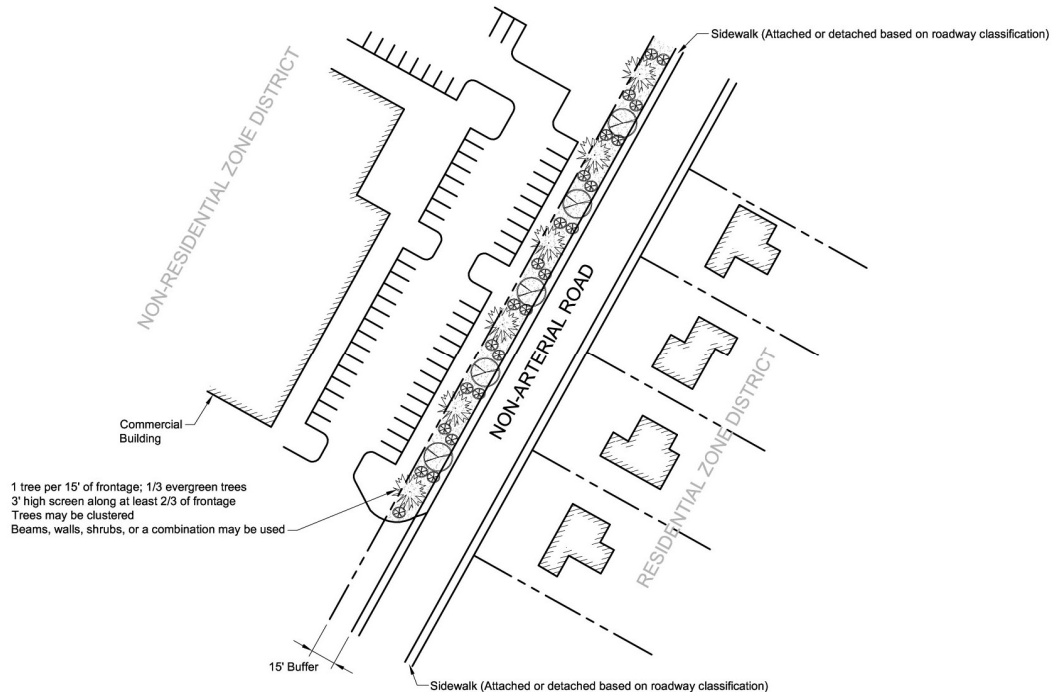 Sidewalk (Attached or detached based on roadway classification)
NON-RESIDENTIAL ZONE DISTRICT
NON-ARTERIAL ROAD
RESIDENTIAL ZONE DISTRICT
Commercial
Building
1 tree per 15' of frontage; 1/3 evergreen trees
3' high screen along at least 2/3 of frontage
Trees may be clustered
Beams, walls, shrubs, or a combination may be used
15' Buffer
Sidewalk (Attached or detached based on roadway classification)